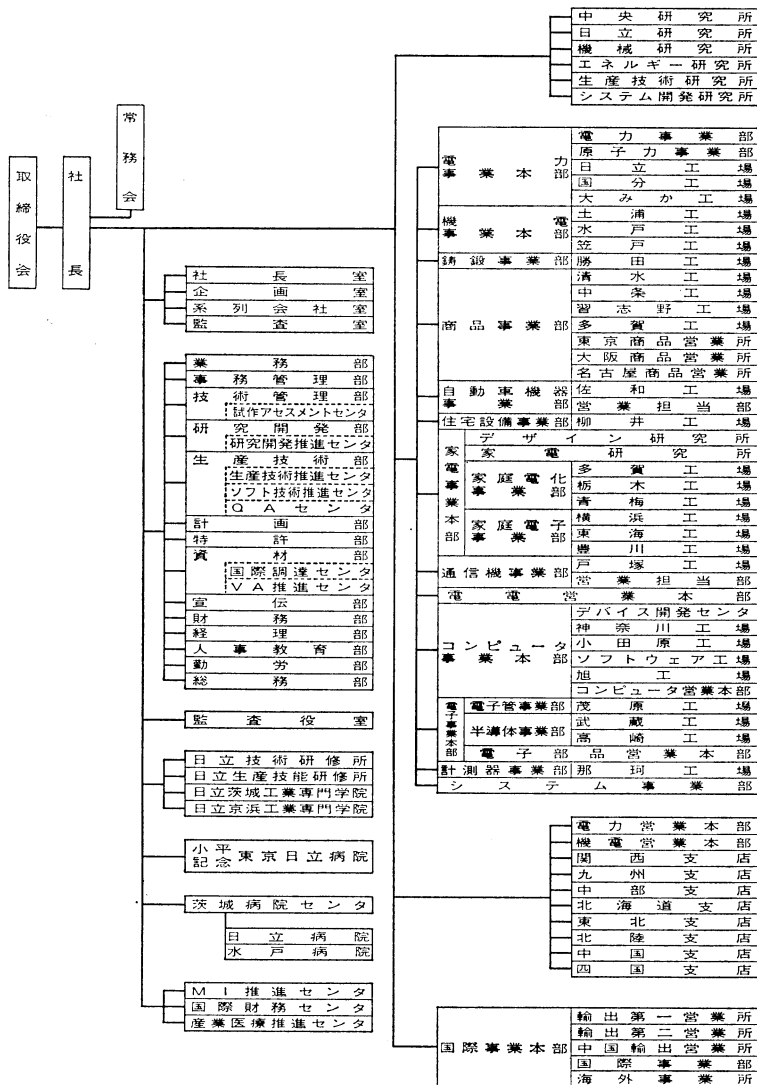 取締役会
社長
常務会
社長室
企画室
系列会社室
監査室
業務部
事務管理部
技術管理部
試作アセスメントセンタ
研究開発部
研究開発推進センタ
生産技術部
生産技術推進センタ
ソフト技術推進センタ
QAセンタ
計画部
特許部
資材部
国際調達センタ
VA推進センタ
宣伝部
財務部
経理部
人事教育部
勤労部
総務部
監査役室
日立技術研修所
日立生産技能研修所
日立茨城工業専門学院
日立京浜工業専門学院
小平記念東京日立病院
茨城病院センタ
日立病院
水戸病院
MI推進センタ
国際財務センタ
産業医療推進センタ
中央研究所
日立研究所
機械研究所
エネルギー研究所
生産技術研究所
システム開発研究所
電力事業本部
電力事業部
原子力事業部
日立工場
国分工場
大みか工場
機電事業本部
土浦工場
水戸工場
笠戸工場
鋳鍛事業部
勝田工場
商品事業部
清水工場
中条工場
習志野工場
多賀工場
東京商品営業所
大阪商品営業所
名古屋商品営業所
自動車機器事業部
佐和工場
営業担当部
住宅設備事業部
柳井工場
家電事業本部
デザイン研究所
家電研究所
家庭電化事業部
多賀工場
栃木工場
青梅工場
家庭電子事業部
横浜工場
東海工場
豊川工場
通信機事業部
戸塚工場
営業担当部
電電営業本部
コンピュータ事業本部
デバイス開発センタ
神奈川工場
小田原工場
ソフトウェア工場
旭工場
コンピュータ営業本部
電子事業本部
電子管事業部
茂原工場
半導体事業部
武蔵工場
高崎工場
電子部品営業本部
計測器事業部
那珂工場
システム事業部
電力営業本部
機電営業本部
関西支店
九州支店
中部支店
北海道支店
東北支店
北陸支店
中国支店
四国支店
国際事業本部
輸出第一営業所
輸出第二営業所
中国輸出営業所
国際事業部
海外事業所